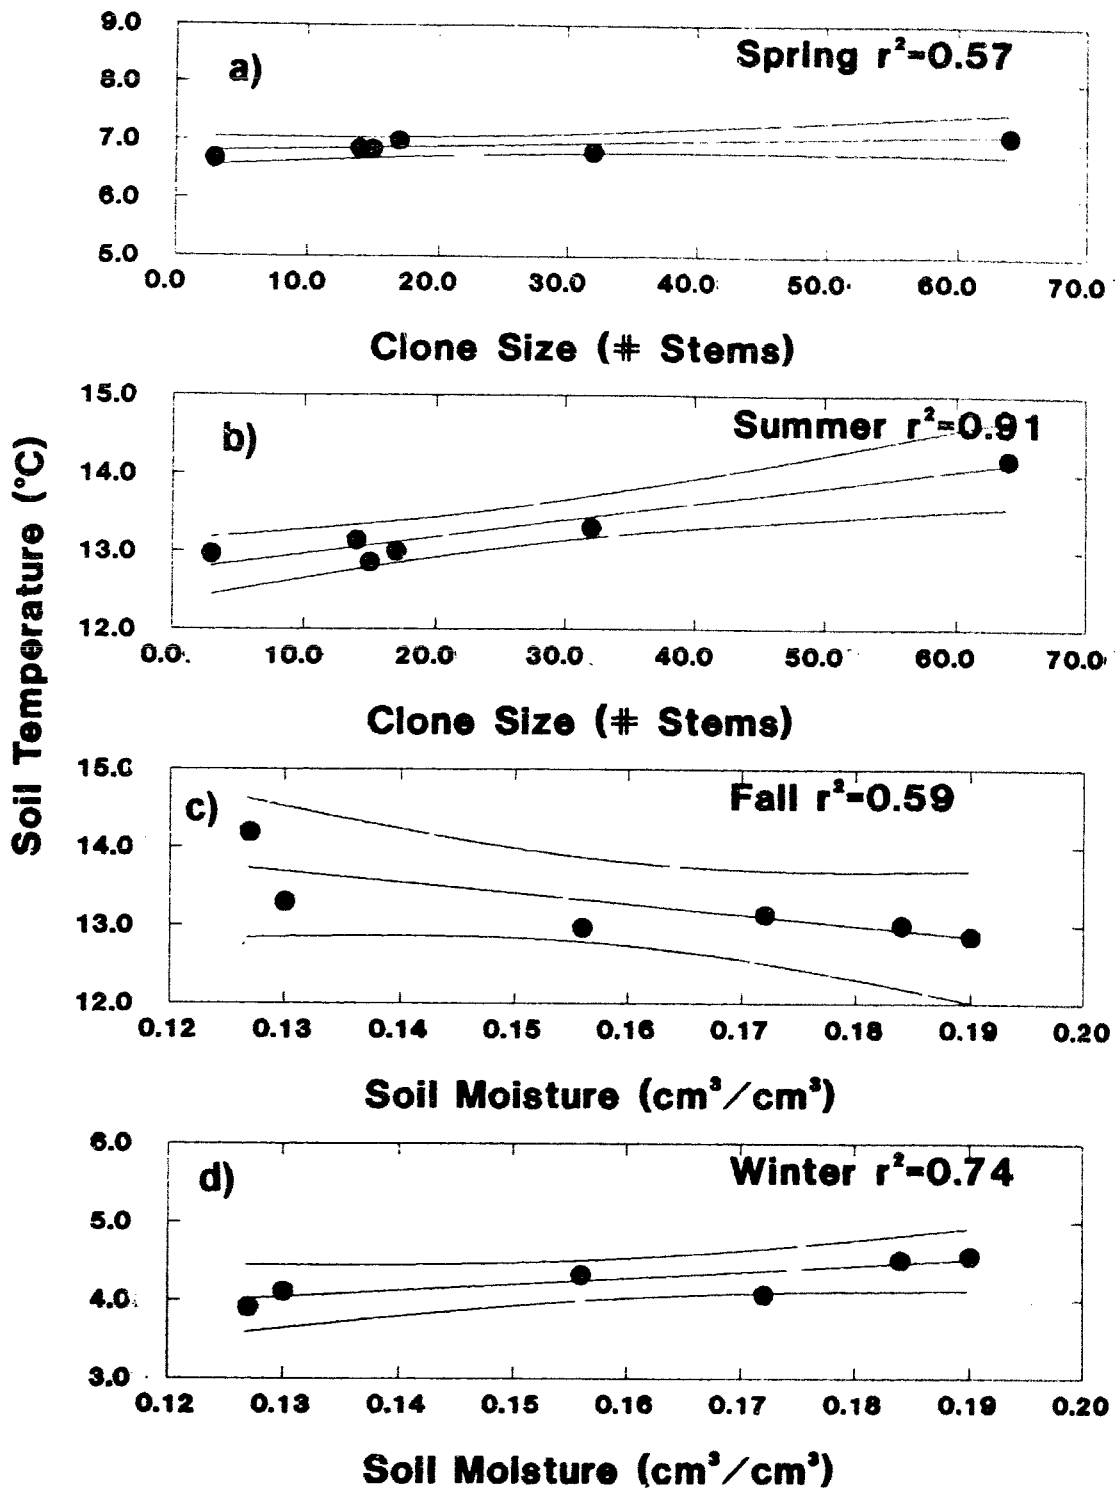 9.0
a)
Spring r²=0.57
8.0
7.0
6.0
5.0
0.0 10.0 20.0 30.0 40.0 50.0 60.0 70.0
Clone Size (# Stems)
Soil Temperature (°C)
15.0
b)
Summer r²=0.91
14.0
13.0
12.0
0.0 10.0 20.0 30.0 40.0 50.0 60.0 70.0
Clone Size (# Stems)
15.0
c)
Fall r²=0.59
14.0
13.0
12.0
0.12 0.13 0.14 0.15 0.16 0.17 0.18 0.19 0.20
Soil Moisture (cm³/cm³)
6.0
d)
Winter r²=0.74
5.0
4.0
3.0
0.12 0.13 0.14 0.15 0.16 0.17 0.18 0.19 0.20
Soil Moisture (cm³/cm³)